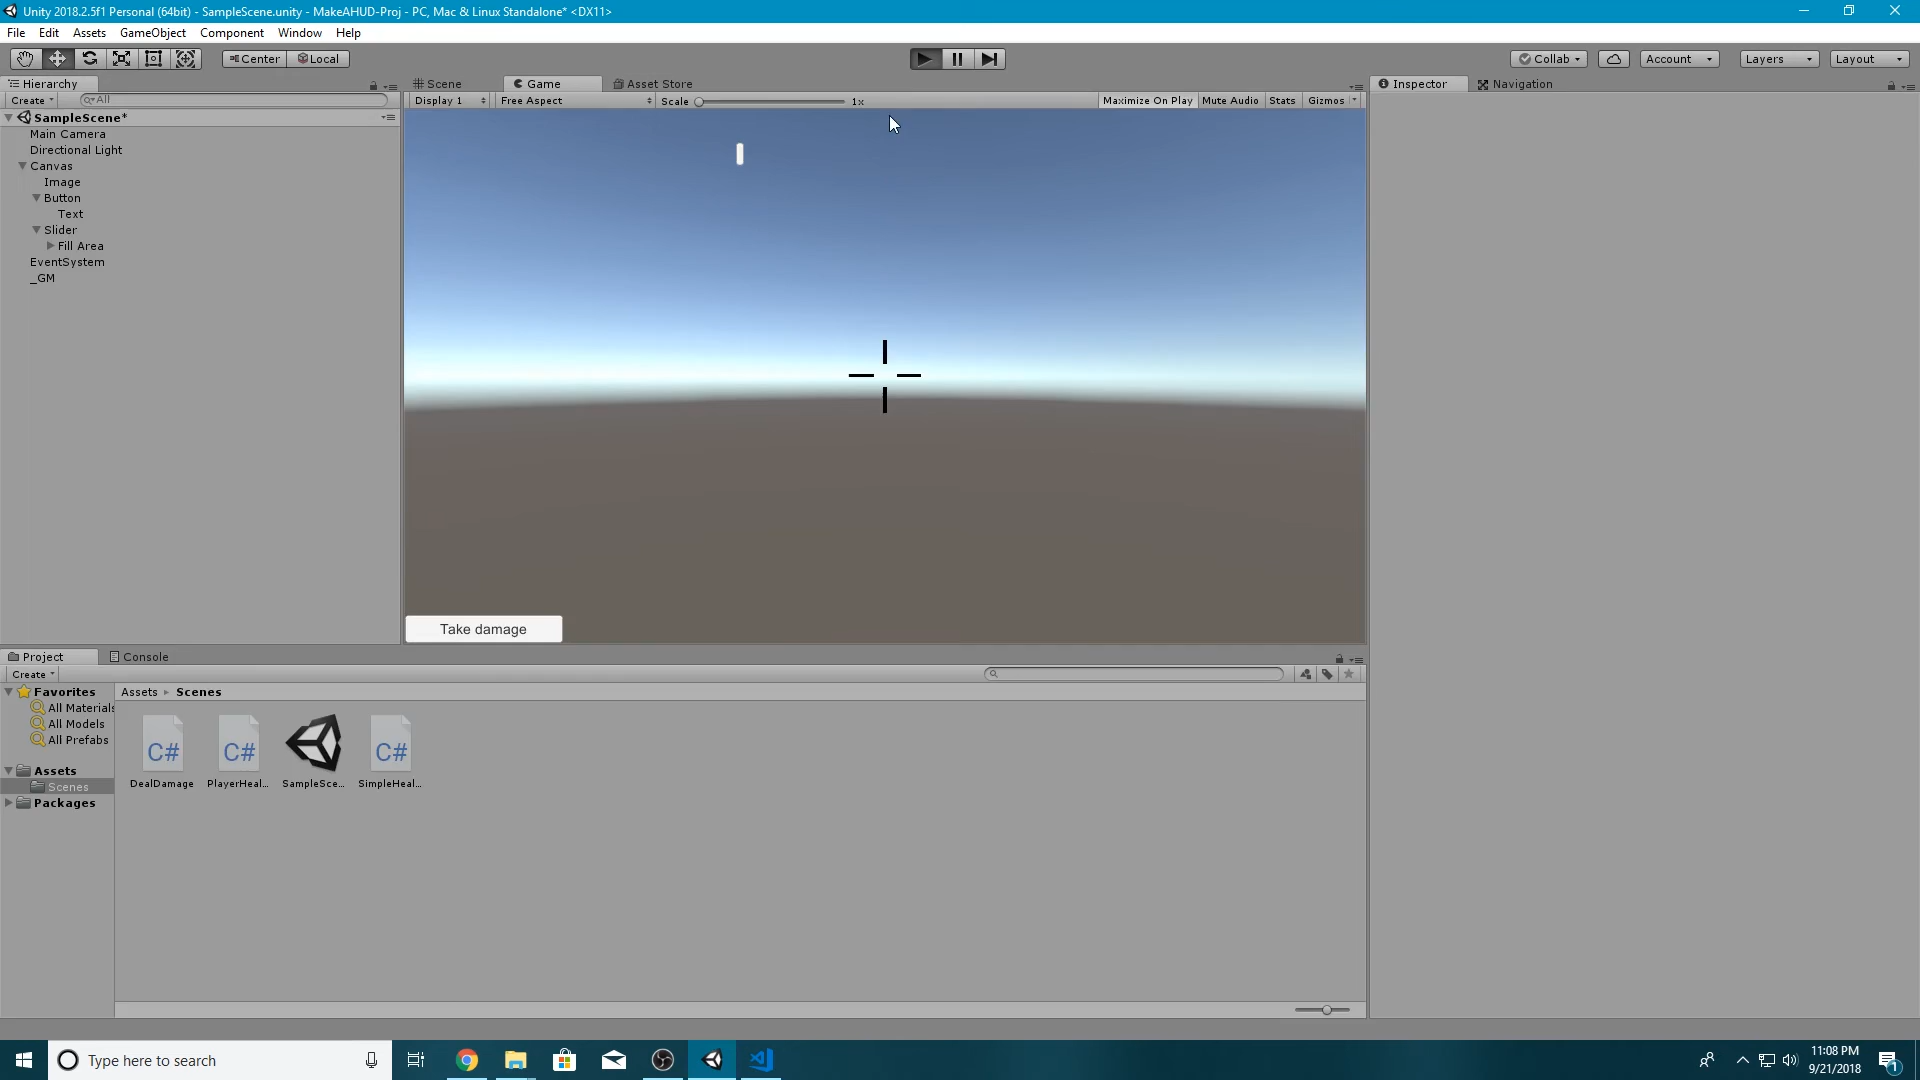 Unity 2018.2.5f1 Personal (64bit) - SampleScene.unity - MakeAHUD-Proj - PC, Mac & Linux Standalone* <DX11>
File Edit Assets GameObject Component Window Help
Center Local Collab Account Layers Layout
Hierarchy Scene Game Asset Store Inspector Navigation
Create All Display 1 Free Aspect Scale 1x Maximize On Play Mute Audio Stats Gizmos
SampleScene*
Main Camera
Directional Light
Canvas
Image
Button
Text
Slider
Fill Area
EventSystem
_GM
Take damage
Project Console
Create
Favorites Assets Scenes
All Materials
All Models
All Prefabs
Assets
Scenes
Packages
C# C# C#
DealDamage PlayerHeal... SampleSce... SimpleHeal...
Type here to search
11:08 PM
9/21/2018
1